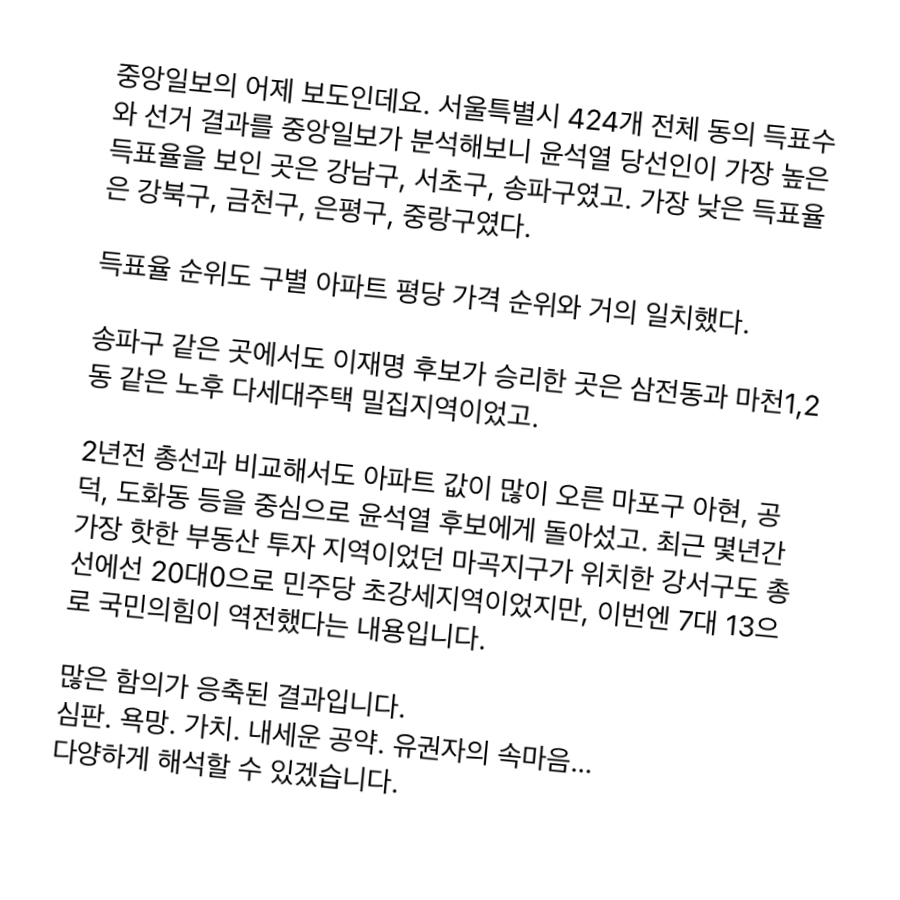 중앙일보의 어제 보도인데요. 서울특별시 424개 전체 동의 득표수
와 선거 결과를 중앙일보가 분석해보니 윤석열 당선인이 가장 높은
득표율을 보인 곳은 강남구, 서초구, 송파구였고. 가장 낮은 득표율
은 강북구, 금천구, 은평구, 중랑구였다.
득표율 순위도 구별 아파트 평당 가격 순위와 거의 일치했다.
송파구 같은 곳에서도 이재명 후보가 승리한 곳은 삼전동과 마천1,2
동 같은 노후 다세대주택 밀집지역이었고.
2년전 총선과 비교해서도 아파트 값이 많이 오른 마포구 아현, 공
덕, 도화동 등을 중심으로 윤석열 후보에게 돌아섰고. 최근 몇년간
가장 핫한 부동산 투자 지역이었던 마곡지구가 위치한 강서구도 총
선에선 20대0으로 민주당 초강세지역이었지만, 이번엔 7대 13으
로 국민의힘이 역전했다는 내용입니다.
많은 함의가 응축된 결과입니다.
심판. 욕망. 가치. 내세운 공약. 유권자의 속마음...
다양하게 해석할 수 있겠습니다.